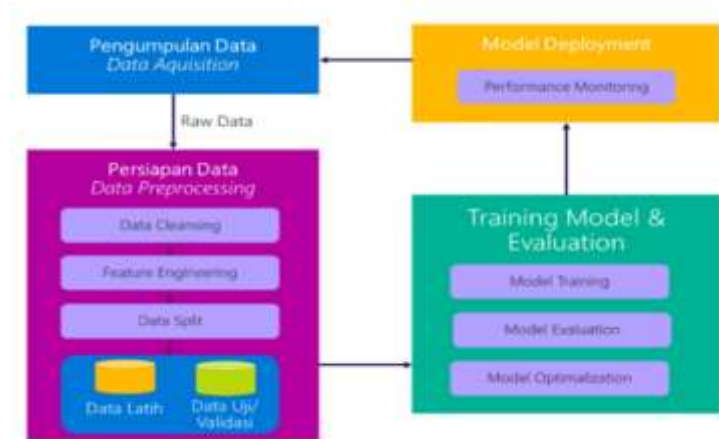 Pengumpulan Data
Data Aquisition
Raw Data
Persiapan Data
Data Preprocessing
Data Cleansing
Feature Engineering
Data Split
Data Latih
Data Uji/
Validasi
Model Deployment
Performance Monitoring
Training Model &
Evaluation
Model Training
Model Evaluation
Model Optimalization